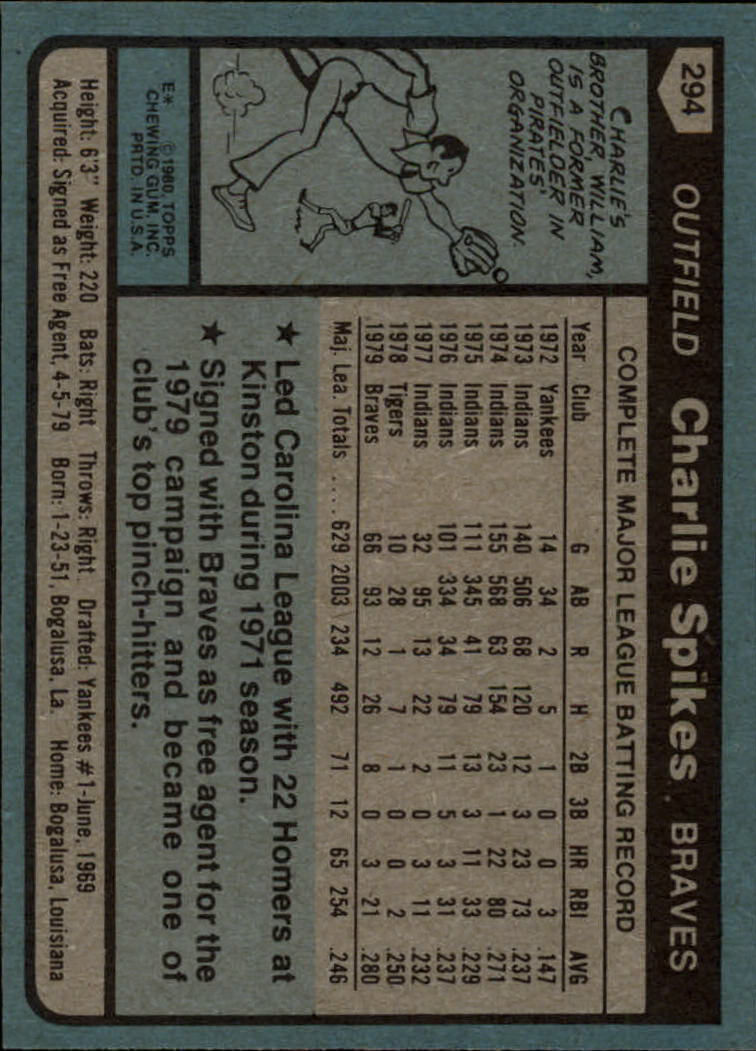 294 OUTFIELD Charlie Spikes BRAVES
CHARLIE'S
BROTHER WILLIAM,
IS A FORMER
OUTFIELDER IN
PIRATES'
ORGANIZATION.
E* © 1980, TOPPS
CHEWING GUM, INC.
PRTD. IN U.S.A.
COMPLETE MAJOR LEAGUE BATTING RECORD
Year Club G AB R H 2B 3B HR RBI AVG
1972 Yankees 14 34 2 5 1 0 0 3 .147
1973 Indians 140 506 68 120 12 3 23 73 .237
1974 Indians 155 568 63 154 23 1 22 80 .271
1975 Indians 111 345 41 79 13 3 11 33 .229
1976 Indians 101 334 34 79 11 5 3 31 .237
1977 Indians 32 95 13 22 2 0 3 11 .232
1978 Tigers 10 28 1 7 1 0 0 2 .250
1979 Braves 66 93 12 26 8 0 3 21 .280
Maj. Lea. Totals .... 629 2003 234 492 71 12 65 254 .246
★ Led Carolina League with 22 Homers at
Kinston during 1971 season.
★ Signed with Braves as free agent for the
1979 campaign and became one of
club's top pinch-hitters.
Height: 6'3" Weight: 220 Bats: Right Throws: Right Drafted: Yankees #1-June, 1969
Acquired: Signed as Free Agent, 4-5-79 Born: 1-23-51, Bogalusa, La. Home: Bogalusa, Louisiana